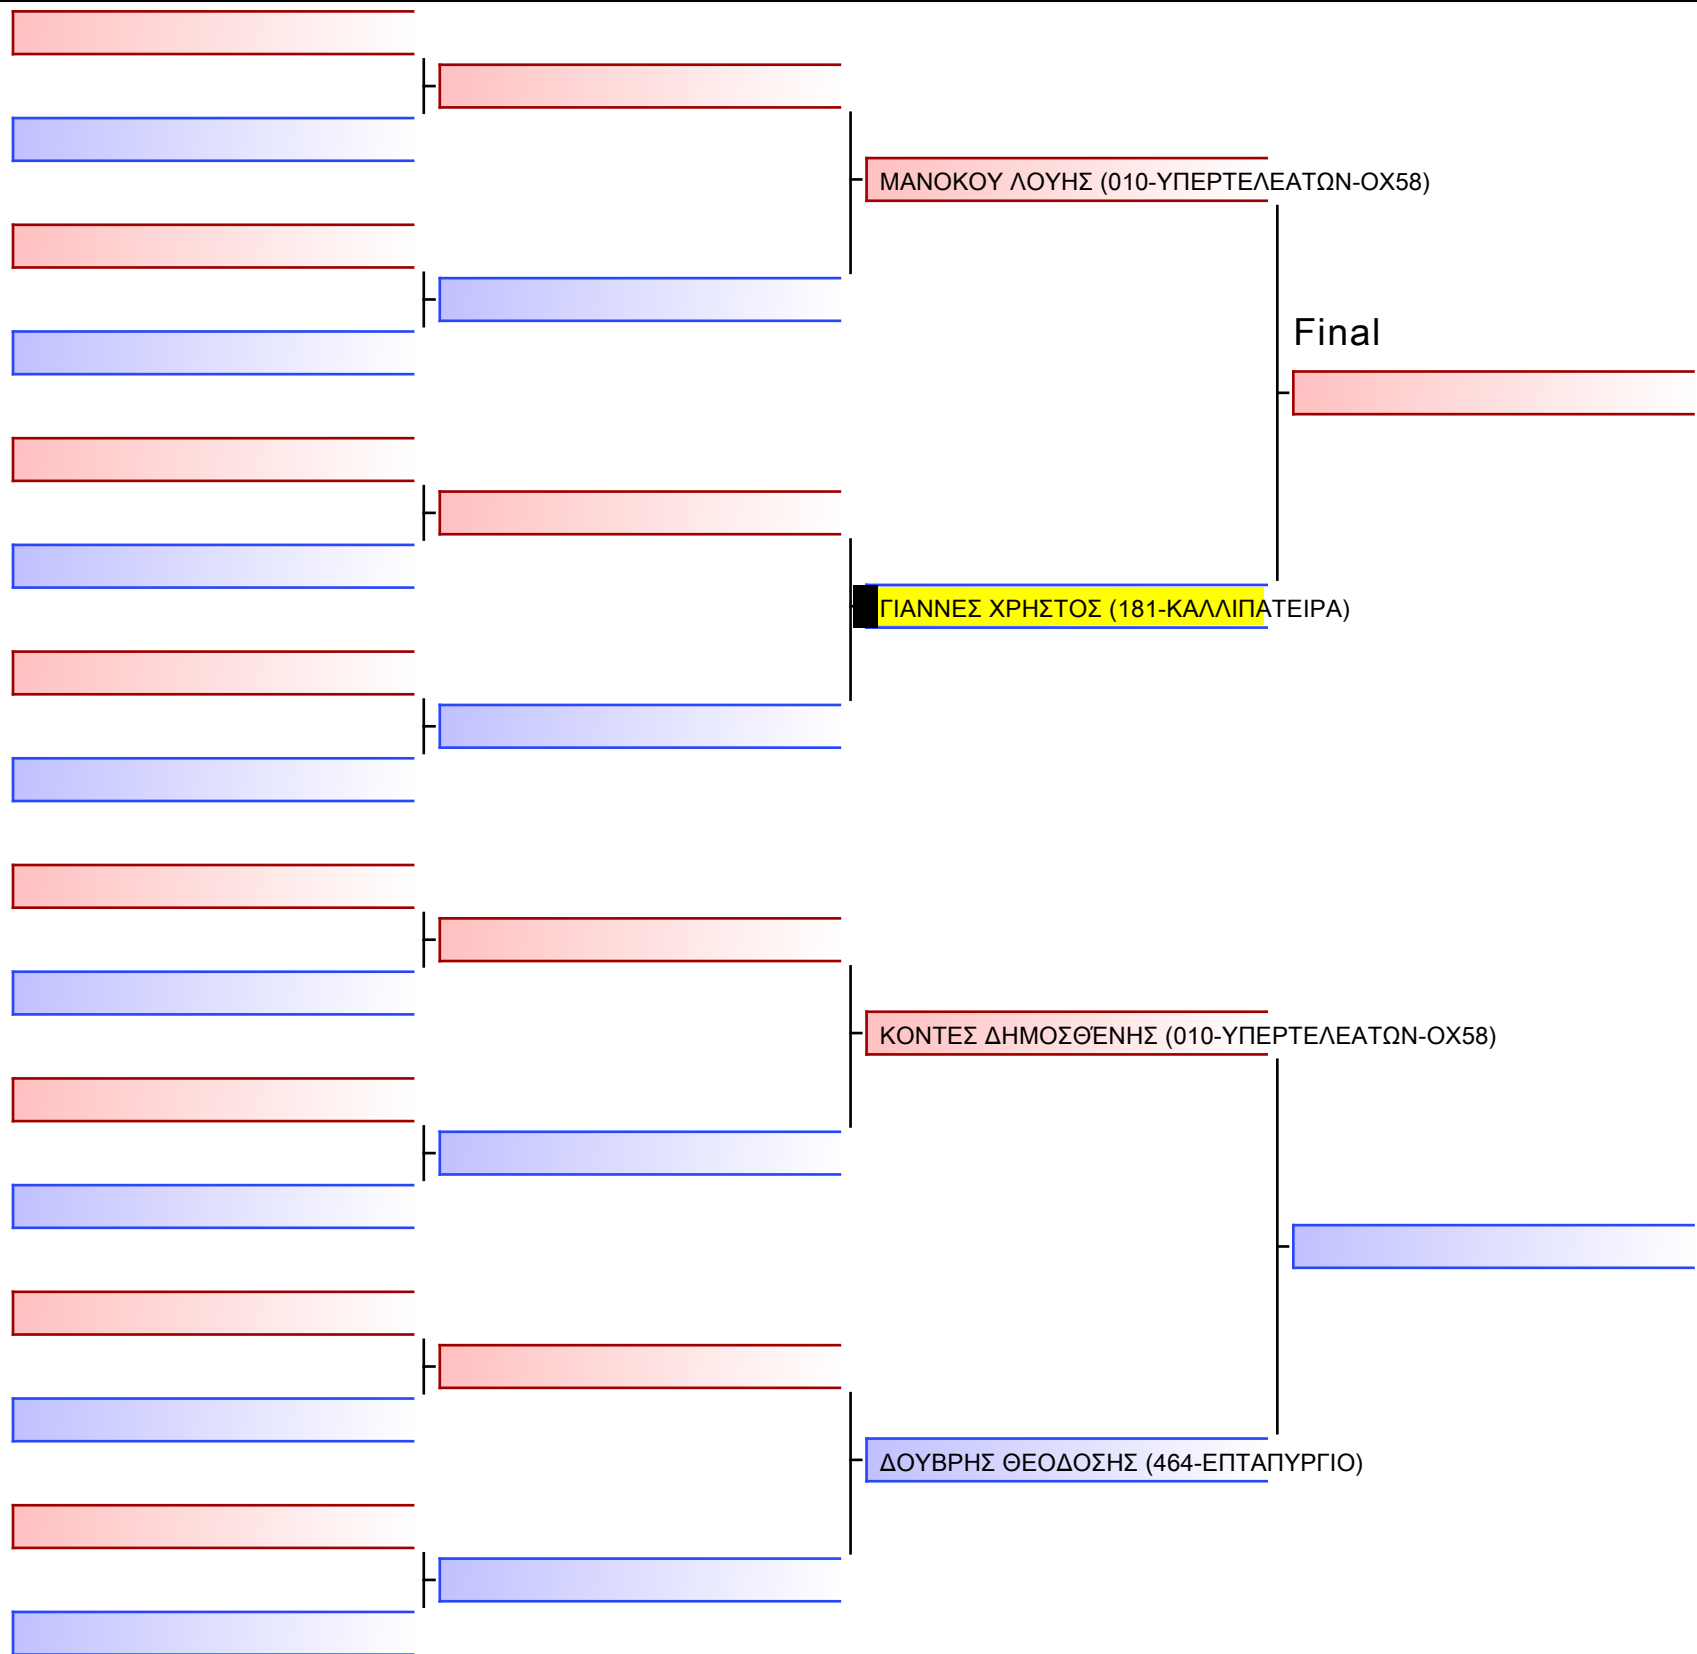 ΜΑΝΟΚΟΥ ΛΟΥΗΣ (010-ΥΠΕΡΤΕΛΕΑΤΩΝ-ΟΧ58)
Final
ΓΙΑΝΝΕΣ ΧΡΗΣΤΟΣ (181-ΚΑΛΛΙΠΑΤΕΙΡΑ)
ΚΟΝΤΕΣ ΔΗΜΟΣΘΈΝΗΣ (010-ΥΠΕΡΤΕΛΕΑΤΩΝ-ΟΧ58)
ΔΟΥΒΡΗΣ ΘΕΟΔΟΣΗΣ (464-ΕΠΤΑΠΥΡΓΙΟ)